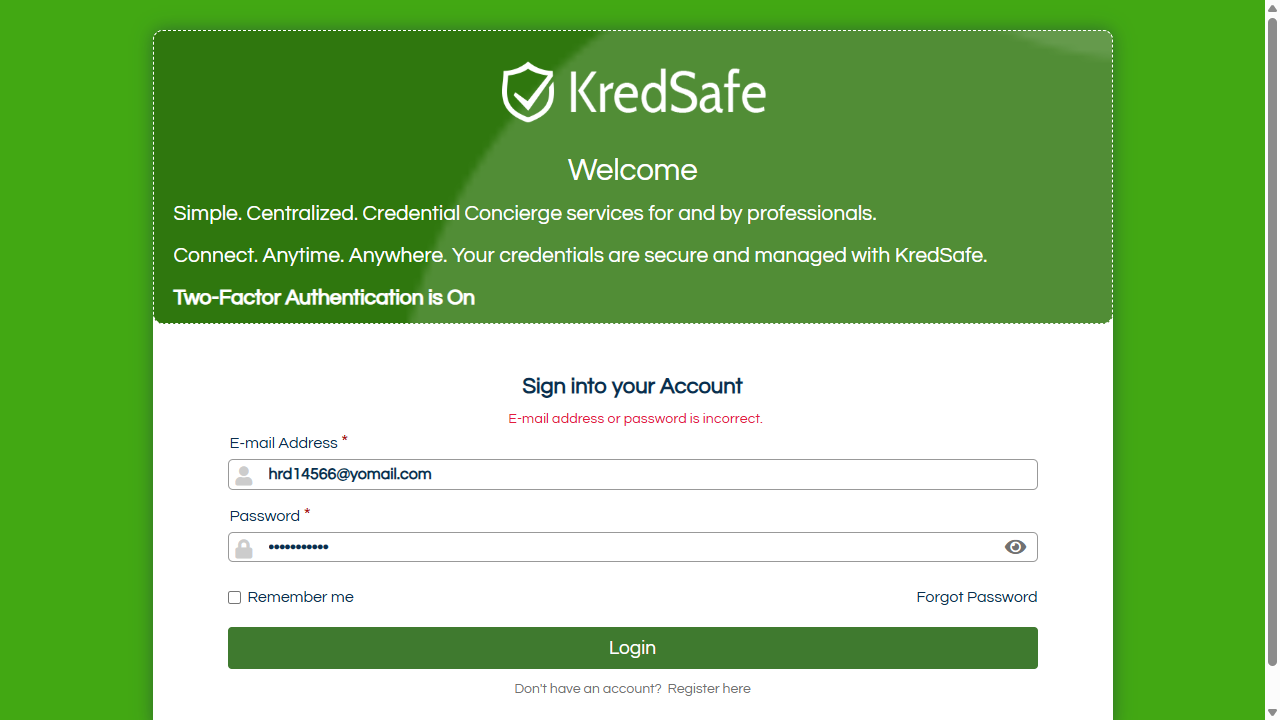 KredSafe
Welcome
Simple. Centralized. Credential Concierge services for and by professionals.
Connect. Anytime. Anywhere. Your credentials are secure and managed with KredSafe.
Two-Factor Authentication is On
Sign into your Account
E-mail address or password is incorrect.
E-mail Address *
hrd14566@yomail.com
Password *
•••••••••••
Remember me Forgot Password
Login
Don't have an account? Register here